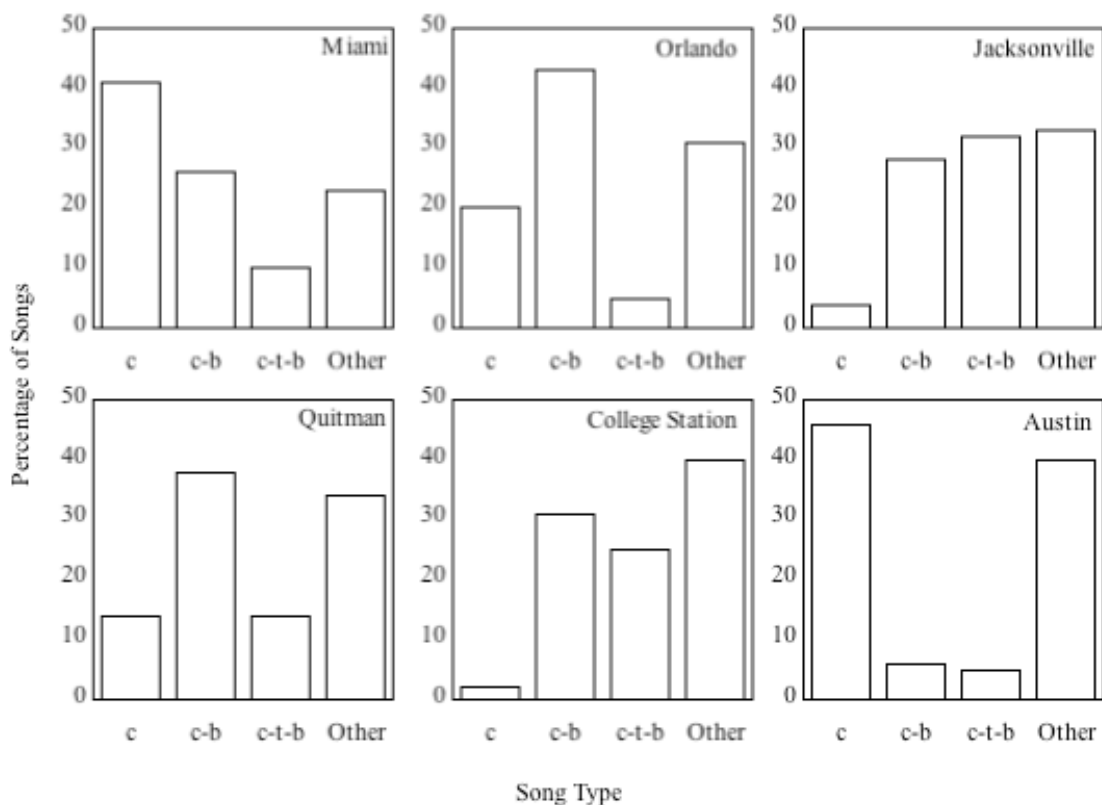 Percentage of Songs
Miami
50
40
30
20
10
0
c c-b c-t-b Other
Orlando
50
40
30
20
10
0
c c-b c-t-b Other
Jacksonville
50
40
30
20
10
0
c c-b c-t-b Other
Quitman
50
40
30
20
10
0
c c-b c-t-b Other
College Station
50
40
30
20
10
0
c c-b c-t-b Other
Austin
50
40
30
20
10
0
c c-b c-t-b Other
Song Type